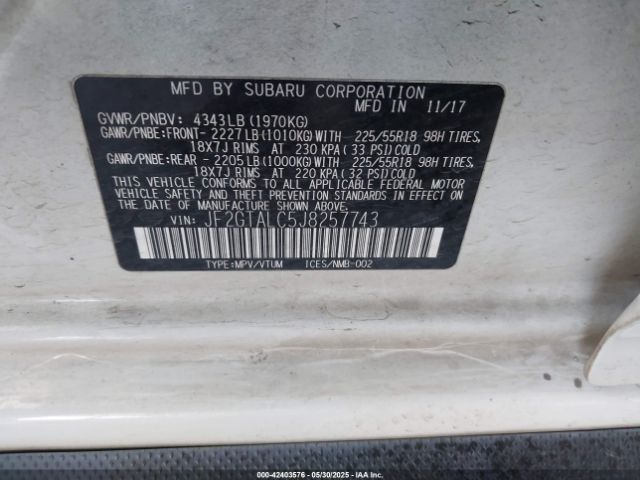 MFD BY SUBARU CORPORATION
MFD IN 11/17
GVWR/PNBV: 4343LB(1970KG)
GAWR/PNBE:FRONT- 2227LB(1010KG)WITH - 225/55R18 98H TIRES,
18X7J RIMS AT 230 KPA(33 PSI)COLD
GAWR/PNBE:REAR - 2205LB(1000KG)WITH - 225/55R18 98H TIRES,
18X7J RIMS AT 220 KPA(32 PSI)COLD
THIS VEHICLE CONFORMS TO ALL APPLICABLE FEDERAL MOTOR
VEHICLE SAFETY AND THEFT PREVENTION STANDARDS IN EFFECT
ON THE DATE OF MANUFACTURE SHOWN ABOVE.
VIN: JF2GTALC5J8257743
TYPE:MPV/VTUM ICES/NMB-002
000-42403576 - 05/30/2025 - IAA Inc.